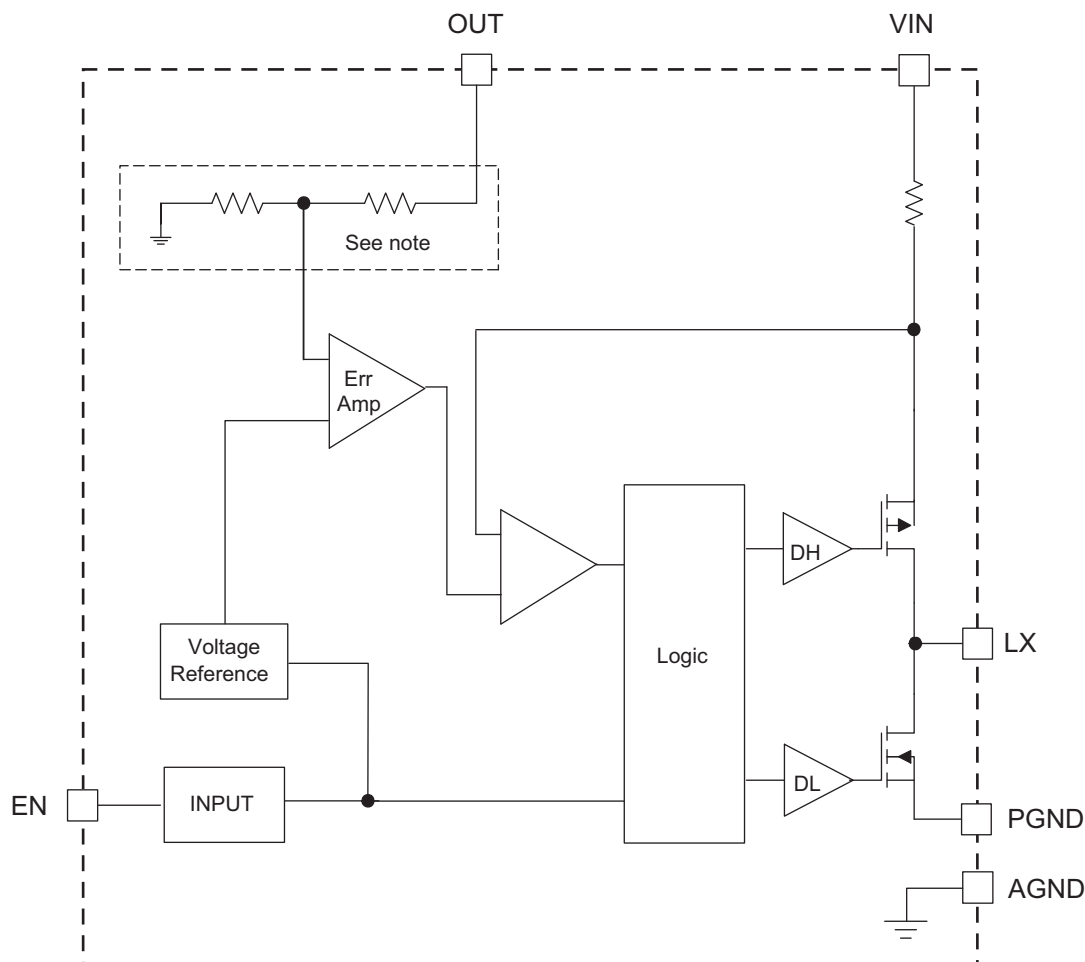 OUT
VIN
See note
Err
Amp
DH
Voltage
Reference
Logic
LX
EN
INPUT
DL
PGND
AGND